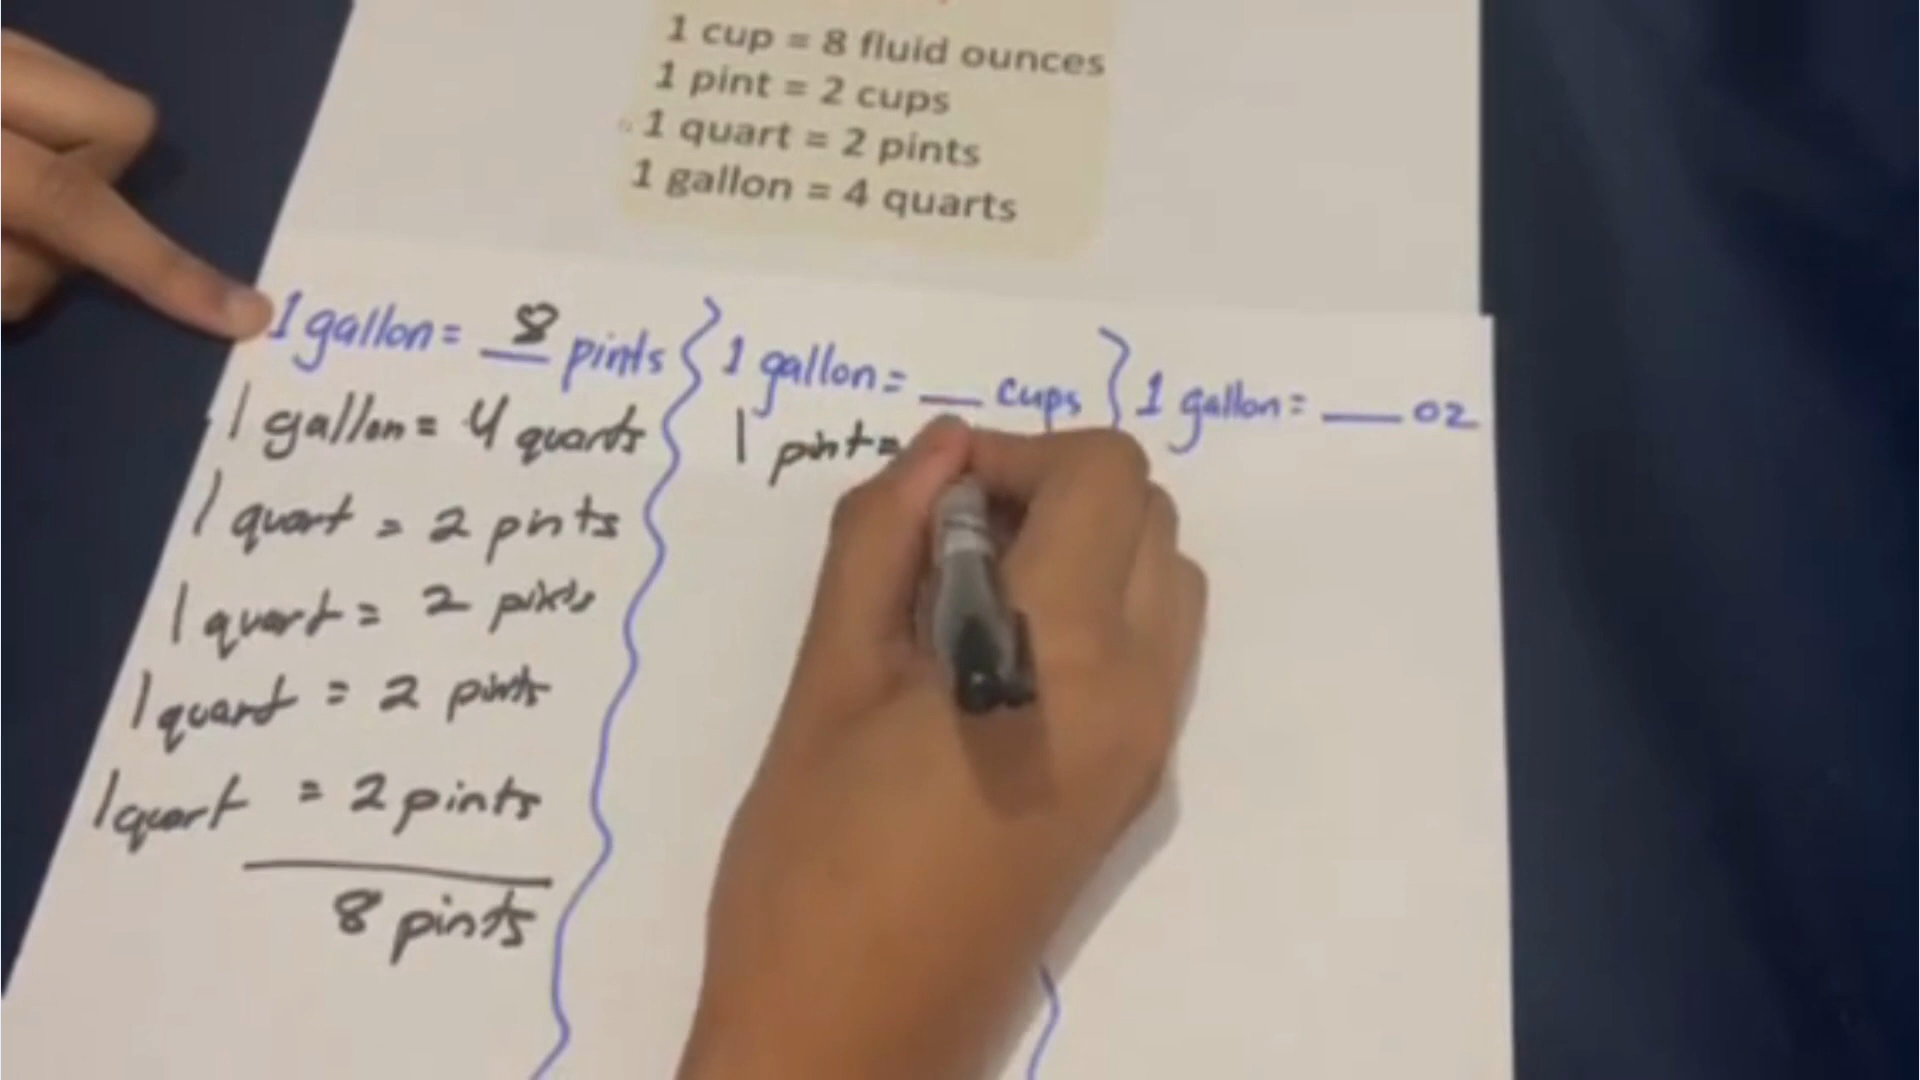 1 cup = 8 fluid ounces
1 pint = 2 cups
1 quart = 2 pints
1 gallon = 4 quarts
1 gallon = 8 pints
1 gallon = 4 quarts
1 quart = 2 pints
1 quart = 2 pints
1 quart = 2 pints
1 quart = 2 pints
8 pints
1 gallon = __ cups
1 pint =
1 gallon = __ oz